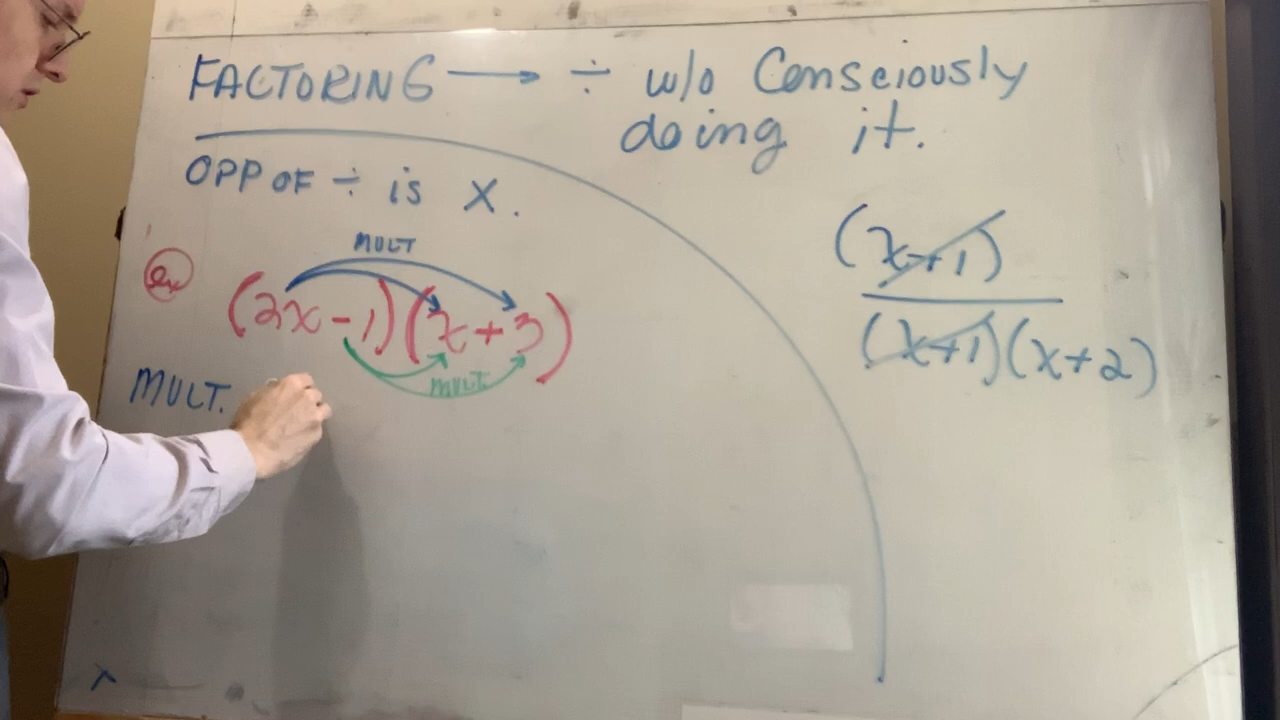 FACTORING → ÷ w/o Consciously
doing it.
OPP OF ÷ is X.
MULT
ex
(2x-1)(x+3)
MULT
MULT.
(x+1)
(x+1)(x+2)